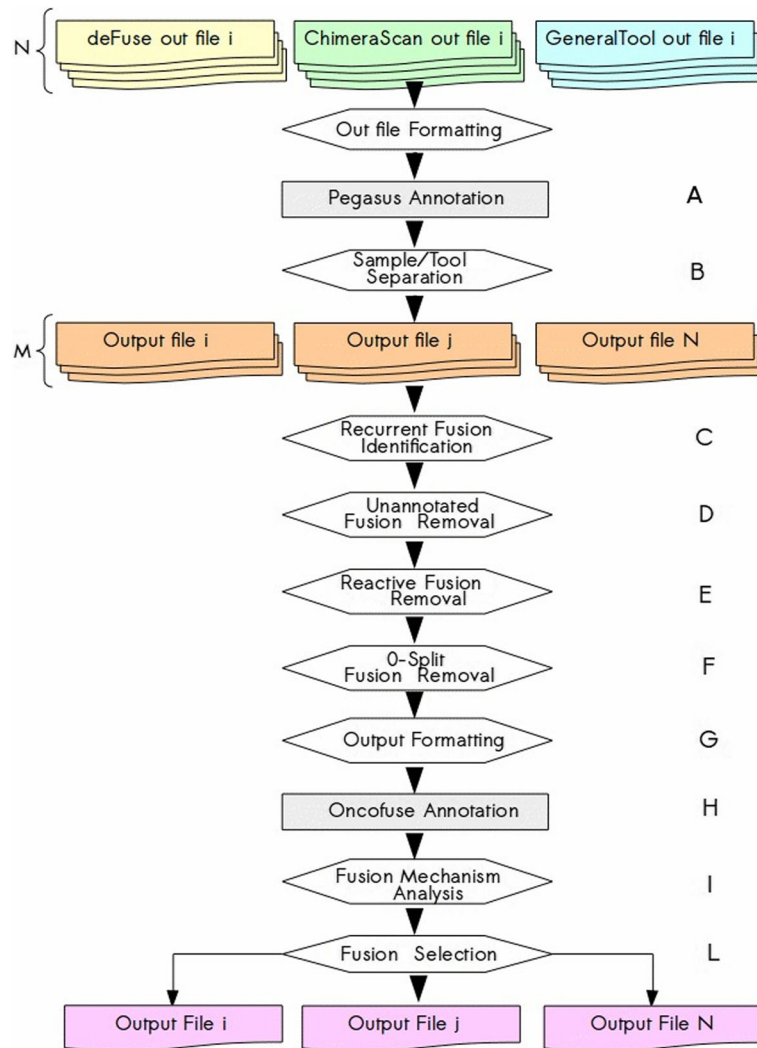 N
deFuse out file i
ChimeraScan out file i
GeneralTool out file i
Out file Formatting
Pegasus Annotation
A
Sample/Tool
Separation
B
M
Output file i
Output file j
Output file N
Recurrent Fusion
Identification
C
Unannotated
Fusion Removal
D
Reactive Fusion
Removal
E
0-Split
Fusion Removal
F
Output Formatting
G
Oncofuse Annotation
H
Fusion Mechanism
Analysis
I
Fusion Selection
L
Output File i
Output File j
Output File N